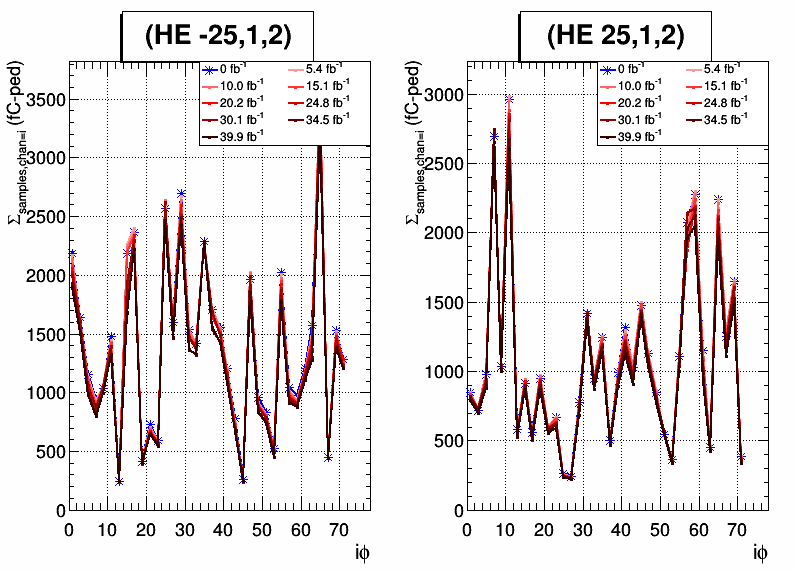 (HE -25,1,2)
Σsamples,chan=i (fC-ped)
0 fb-1 5.4 fb-1
10.0 fb-1 15.1 fb-1
20.2 fb-1 24.8 fb-1
30.1 fb-1 34.5 fb-1
39.9 fb-1
3500
3000
2500
2000
1500
1000
500
0
0 10 20 30 40 50 60 70
iϕ
(HE 25,1,2)
Σsamples,chan=i (fC-ped)
0 fb-1 5.4 fb-1
10.0 fb-1 15.1 fb-1
20.2 fb-1 24.8 fb-1
30.1 fb-1 34.5 fb-1
39.9 fb-1
3000
2500
2000
1500
1000
500
0
0 10 20 30 40 50 60 70
iϕ